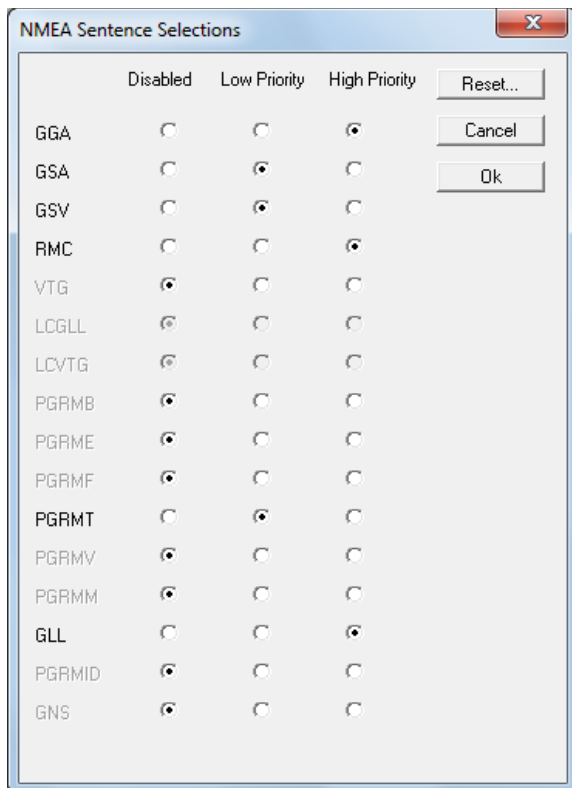 NMEA Sentence Selections
Disabled Low Priority High Priority Reset...
GGA Cancel
GSA Ok
GSV
RMC
VTG
LCGLL
LCVTG
PGRMB
PGRME
PGRMF
PGRMT
PGRMV
PGRMM
GLL
PGRMID
GNS